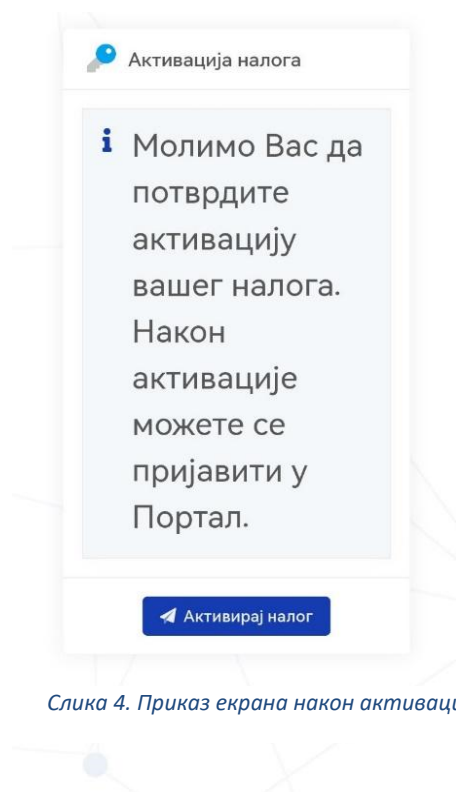 Активација налога
Молимо Вас да
потврдите
активацију
вашег налога.
Након
активације
можете се
пријавити у
Портал.
Активирај налог
Слика 4. Приказ екрана након